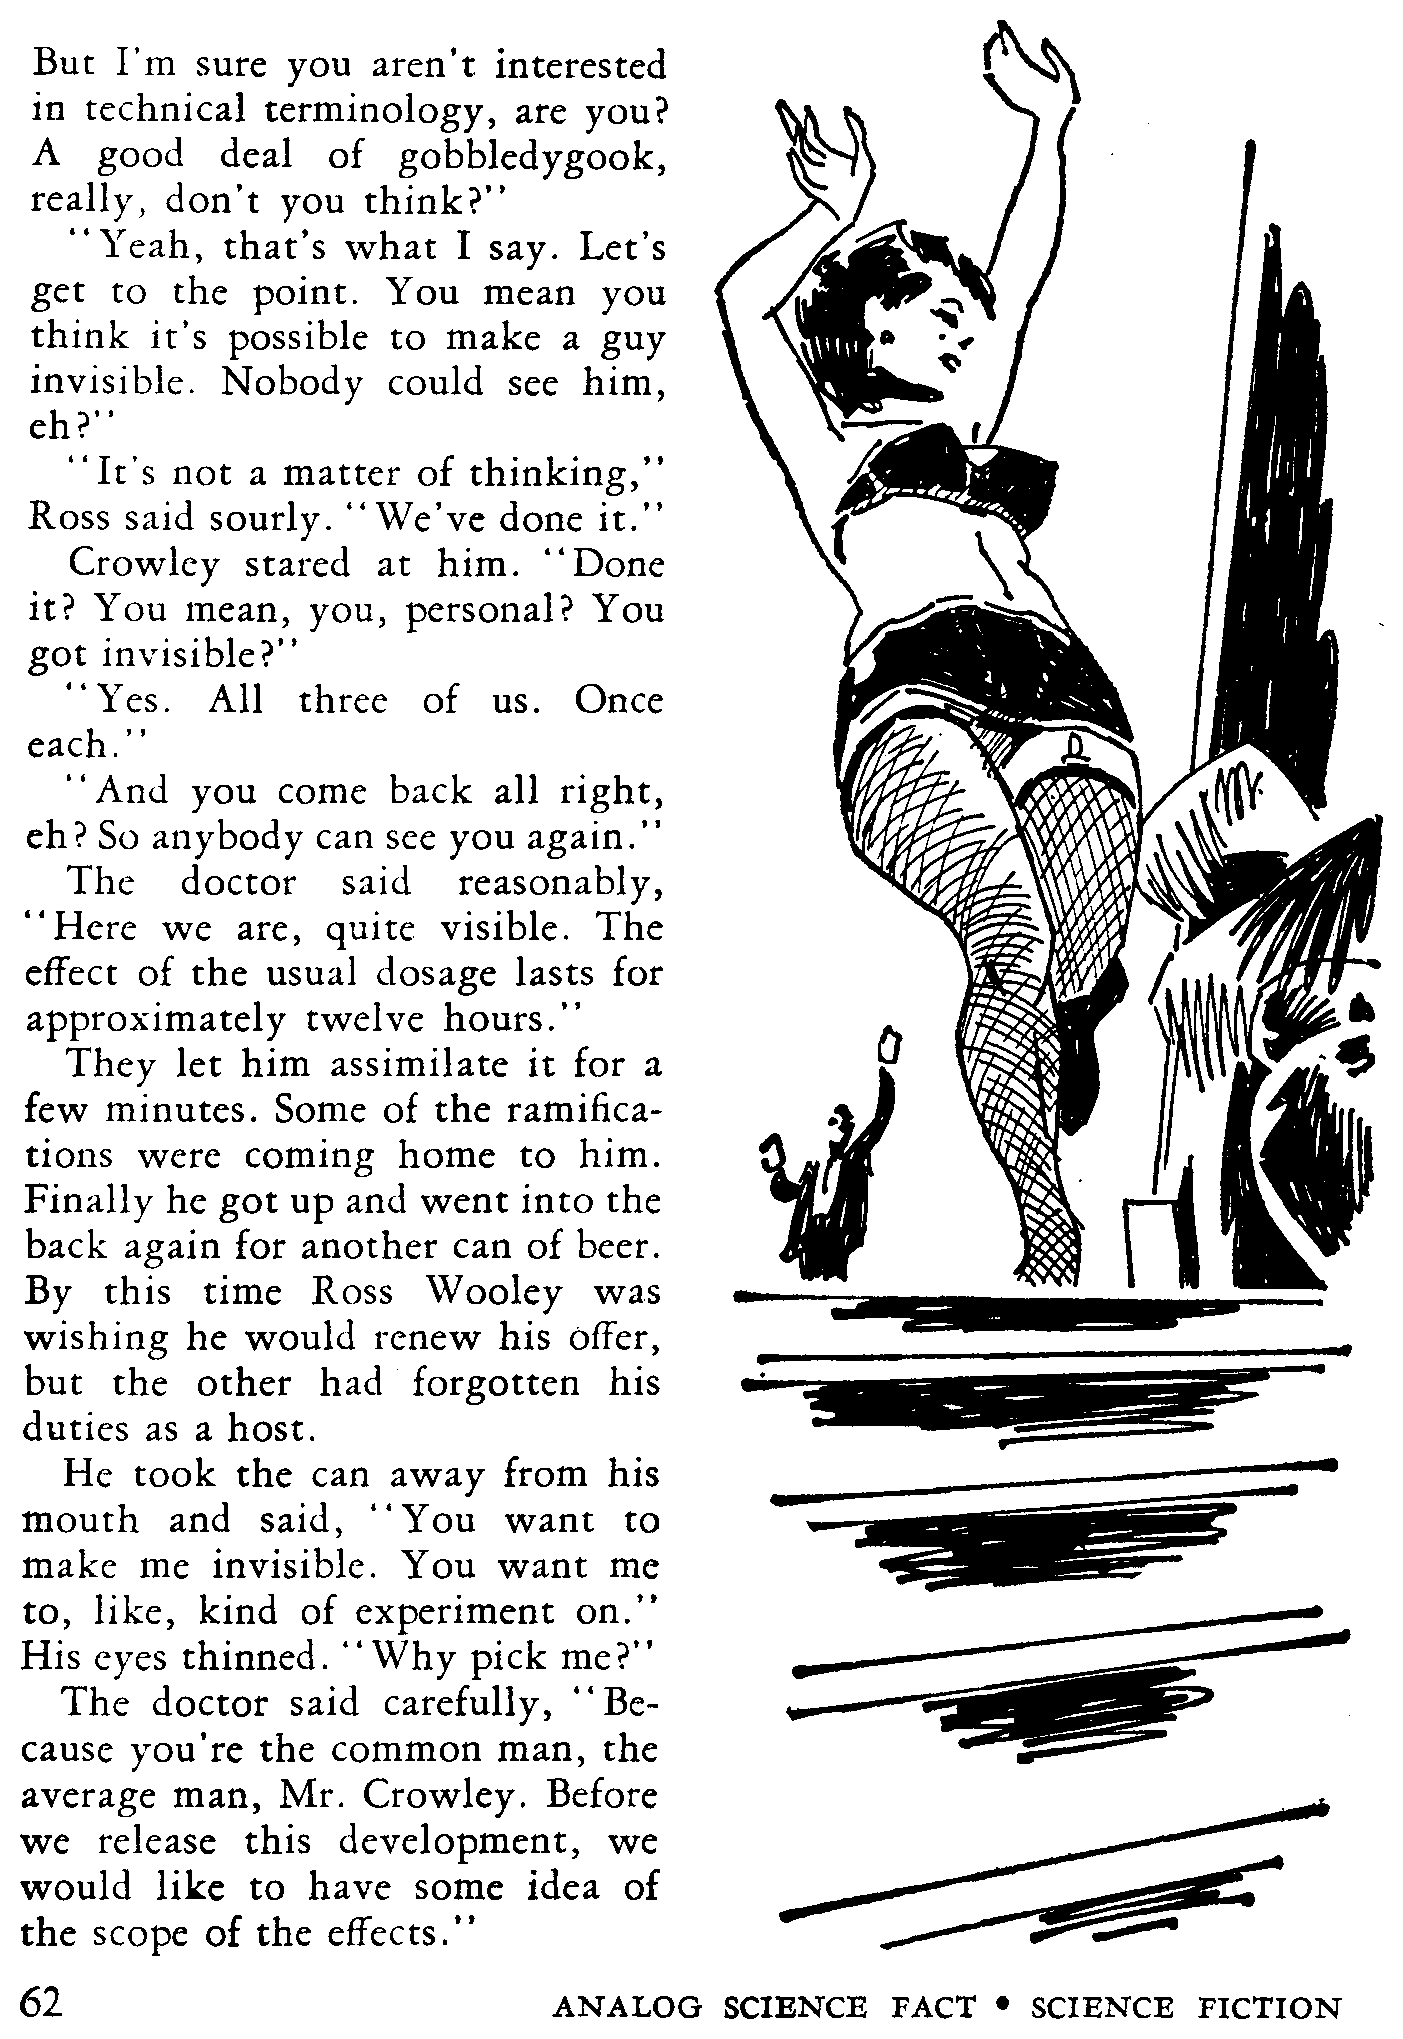 But I'm sure you aren't interested
in technical terminology, are you?
A good deal of gobbledygook,
really, don't you think?"
"Yeah, that's what I say. Let's
get to the point. You mean you
think it's possible to make a guy
invisible. Nobody could see him,
eh?"
"It's not a matter of thinking,"
Ross said sourly. "We've done it."
Crowley stared at him. "Done
it? You mean, you, personal? You
got invisible?"
"Yes. All three of us. Once
each."
"And you come back all right,
eh? So anybody can see you again."
The doctor said reasonably,
"Here we are, quite visible. The
effect of the usual dosage lasts for
approximately twelve hours."
They let him assimilate it for a
few minutes. Some of the ramifica-
tions were coming home to him.
Finally he got up and went into the
back again for another can of beer.
By this time Ross Wooley was
wishing he would renew his offer,
but the other had forgotten his
duties as a host.
He took the can away from his
mouth and said, "You want to
make me invisible. You want me
to, like, kind of experiment on."
His eyes thinned. "Why pick me?"
The doctor said carefully, "Be-
cause you're the common man, the
average man, Mr. Crowley. Before
we release this development, we
would like to have some idea of
the scope of the effects."
62
ANALOG SCIENCE FACT • SCIENCE FICTION